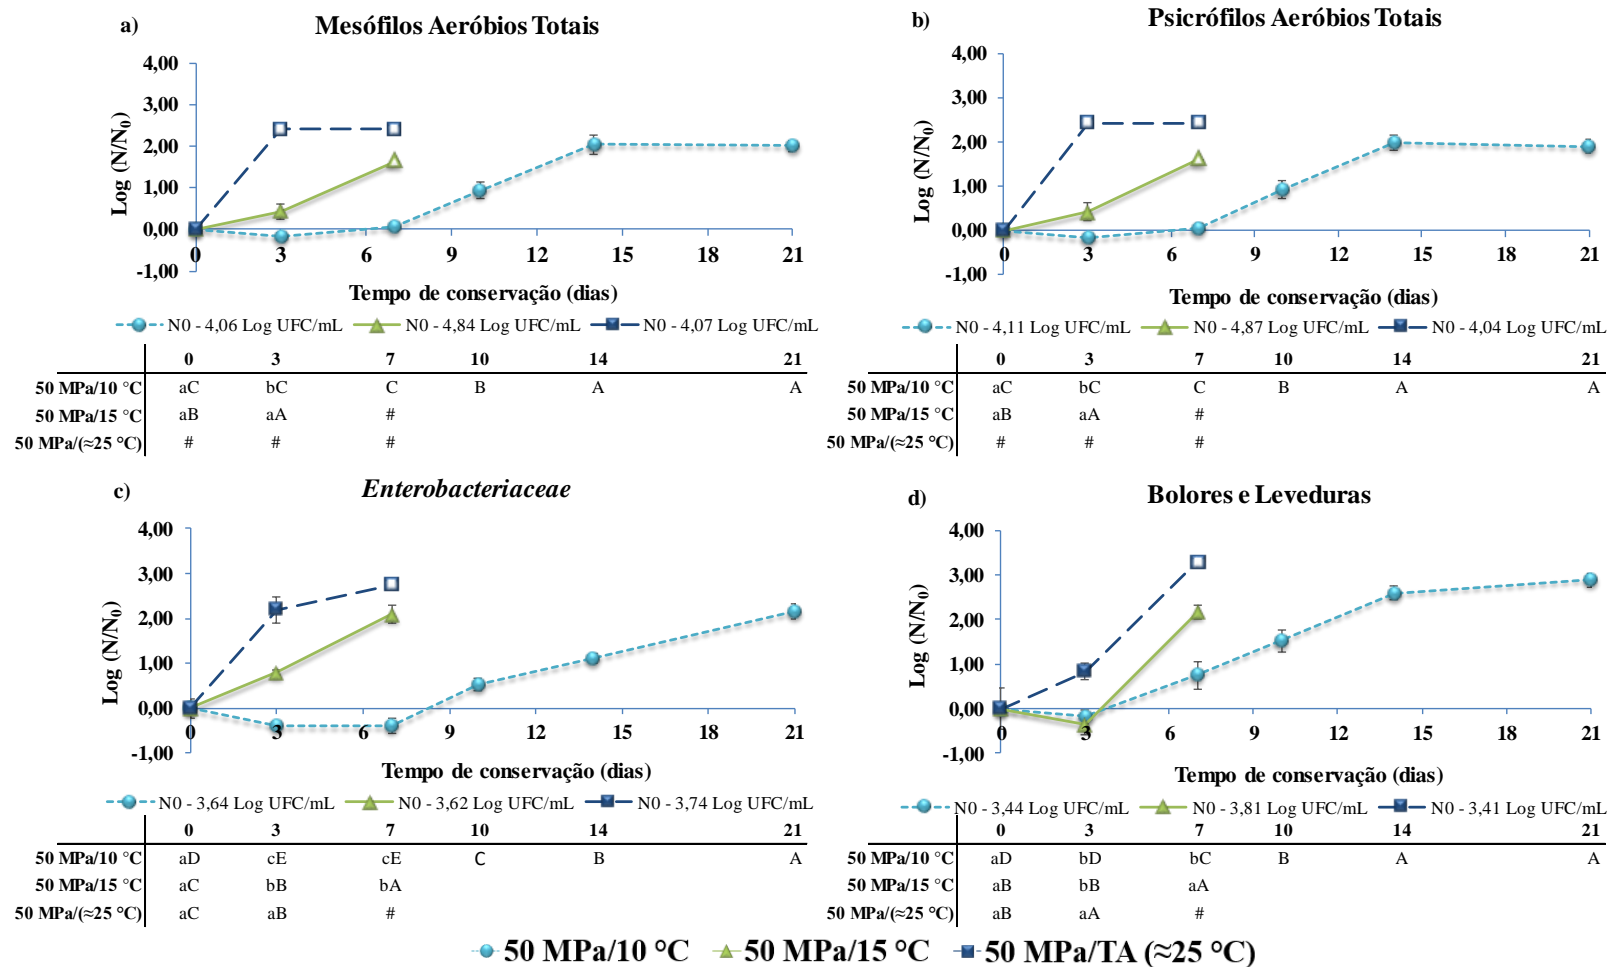 a) Mesófilos Aeróbios Totais
4,00
3,00
2,00
1,00
0,00
-1,00
Log (N/N0)
0 3 6 9 12 15 18 21
Tempo de conservação (dias)
N0 - 4,06 Log UFC/mL N0 - 4,84 Log UFC/mL N0 - 4,07 Log UFC/mL
0 3 7 10 14 21
50 MPa/10 °C aC bC C B A A
50 MPa/15 °C aB aA #
50 MPa/(≈25 °C) # # #
b) Psicrófilos Aeróbios Totais
4,00
3,00
2,00
1,00
0,00
-1,00
Log (N/N0)
0 3 6 9 12 15 18 21
Tempo de conservação (dias)
N0 - 4,11 Log UFC/mL N0 - 4,87 Log UFC/mL N0 - 4,04 Log UFC/mL
0 3 7 10 14 21
50 MPa/10 °C aC bC C B A A
50 MPa/15 °C aB aA #
50 MPa/(≈25 °C) # # #
c) Enterobacteriaceae
4,00
3,00
2,00
1,00
0,00
-1,00
Log (N/N0)
0 3 6 9 12 15 18 21
Tempo de conservação (dias)
N0 - 3,64 Log UFC/mL N0 - 3,62 Log UFC/mL N0 - 3,74 Log UFC/mL
0 3 7 10 14 21
50 MPa/10 °C aD cE cE C B A
50 MPa/15 °C aC bB bA
50 MPa/(≈25 °C) aC aB #
d) Bolores e Leveduras
4,00
3,00
2,00
1,00
0,00
-1,00
Log (N/N0)
0 3 6 9 12 15 18 21
Tempo de conservação (dias)
N0 - 3,44 Log UFC/mL N0 - 3,81 Log UFC/mL N0 - 3,41 Log UFC/mL
0 3 7 10 14 21
50 MPa/10 °C aD bD bC B A A
50 MPa/15 °C aB bB aA
50 MPa/(≈25 °C) aB aA #
50 MPa/10 °C 50 MPa/15 °C 50 MPa/TA (≈25 °C)